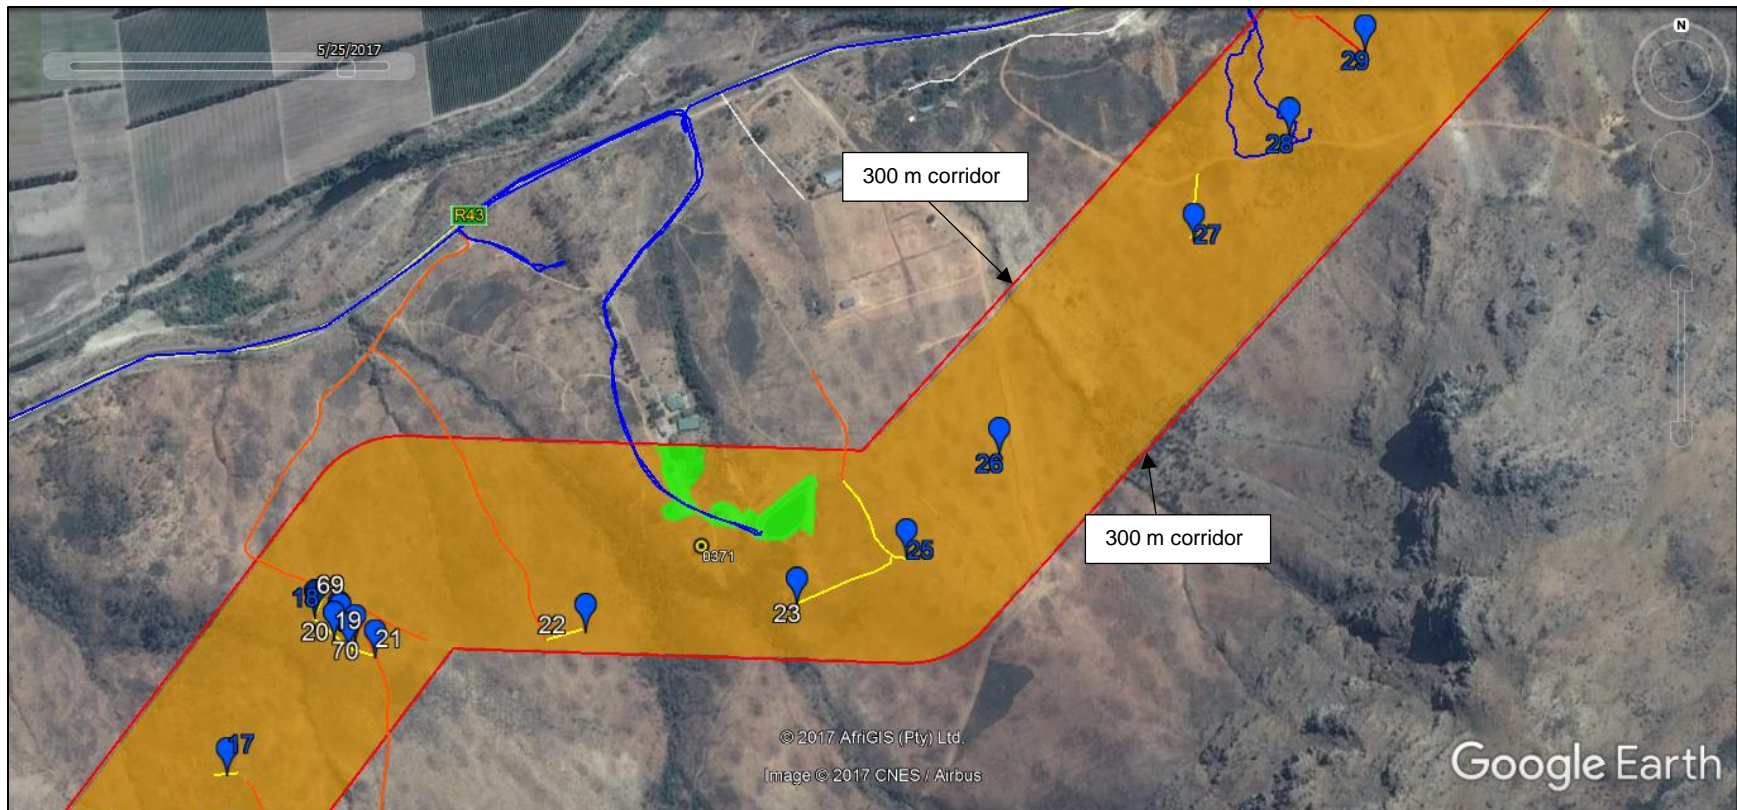 5/25/2017
N
29
28
300 m corridor
R43
27
26
25
300 m corridor
0371
69
18
23
19
22
20
21
70
© 2017 AfriGIS (Pty) Ltd.
17
Image © 2017 CNES / Airbus
Google Earth